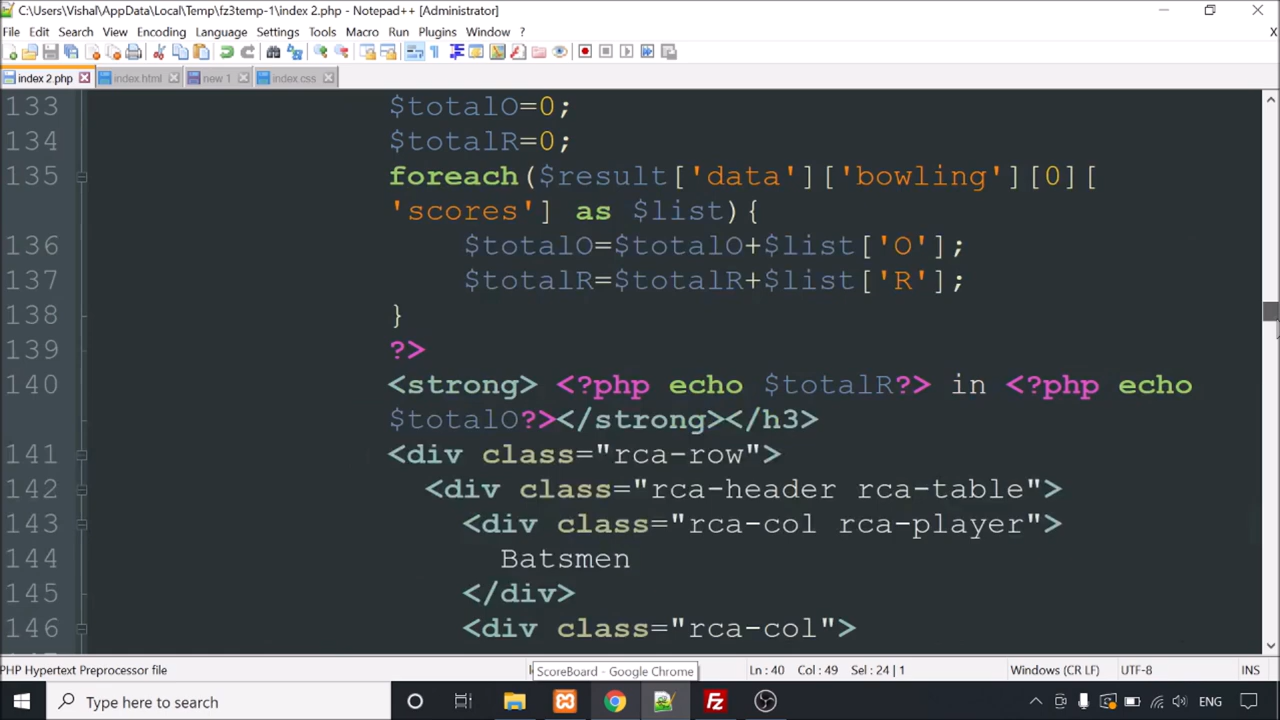 C:\Users\Vishal\AppData\Local\Temp\fz3temp-1\index 2.php - Notepad++ [Administrator]
File Edit Search View Encoding Language Settings Tools Macro Run Plugins Window ? X
index 2.php index.html new 1 index.css
133 $totalO=0;
134 $totalR=0;
135 foreach($result['data']['bowling'][0][
'scores'] as $list){
136 $totalO=$totalO+$list['O'];
137 $totalR=$totalR+$list['R'];
138 }
139 ?>
140 <strong> <?php echo $totalR?> in <?php echo
$totalO?></strong></h3>
141 <div class="rca-row">
142 <div class="rca-header rca-table">
143 <div class="rca-col rca-player">
144 Batsmen
145 </div>
146 <div class="rca-col">
PHP Hypertext Preprocessor file ScoreBoard - Google Chrome Ln : 40 Col : 49 Sel : 24 | 1 Windows (CR LF) UTF-8 INS
Type here to search ENG